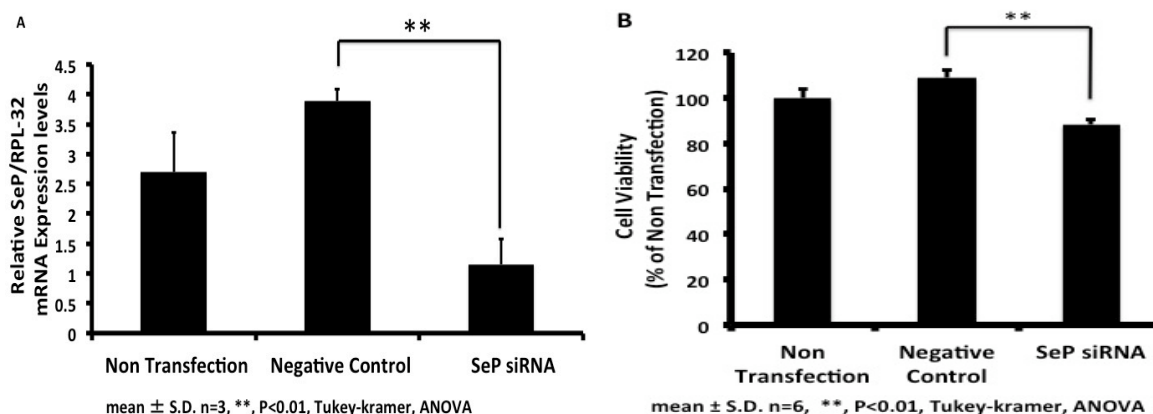 A
**
4.5
4
3.5
3
2.5
2
1.5
1
0.5
0
Relative SeP/RPL-32
mRNA Expression levels
Non Transfection
Negative Control
SeP siRNA
mean ± S.D. n=3, **, P<0.01, Tukey-kramer, ANOVA
B
**
120
100
80
60
40
20
0
Cell Viability
(% of Non Transfection)
Non
Transfection
Negative
Control
SeP siRNA
mean ± S.D. n=6, **, P<0.01, Tukey-kramer, ANOVA